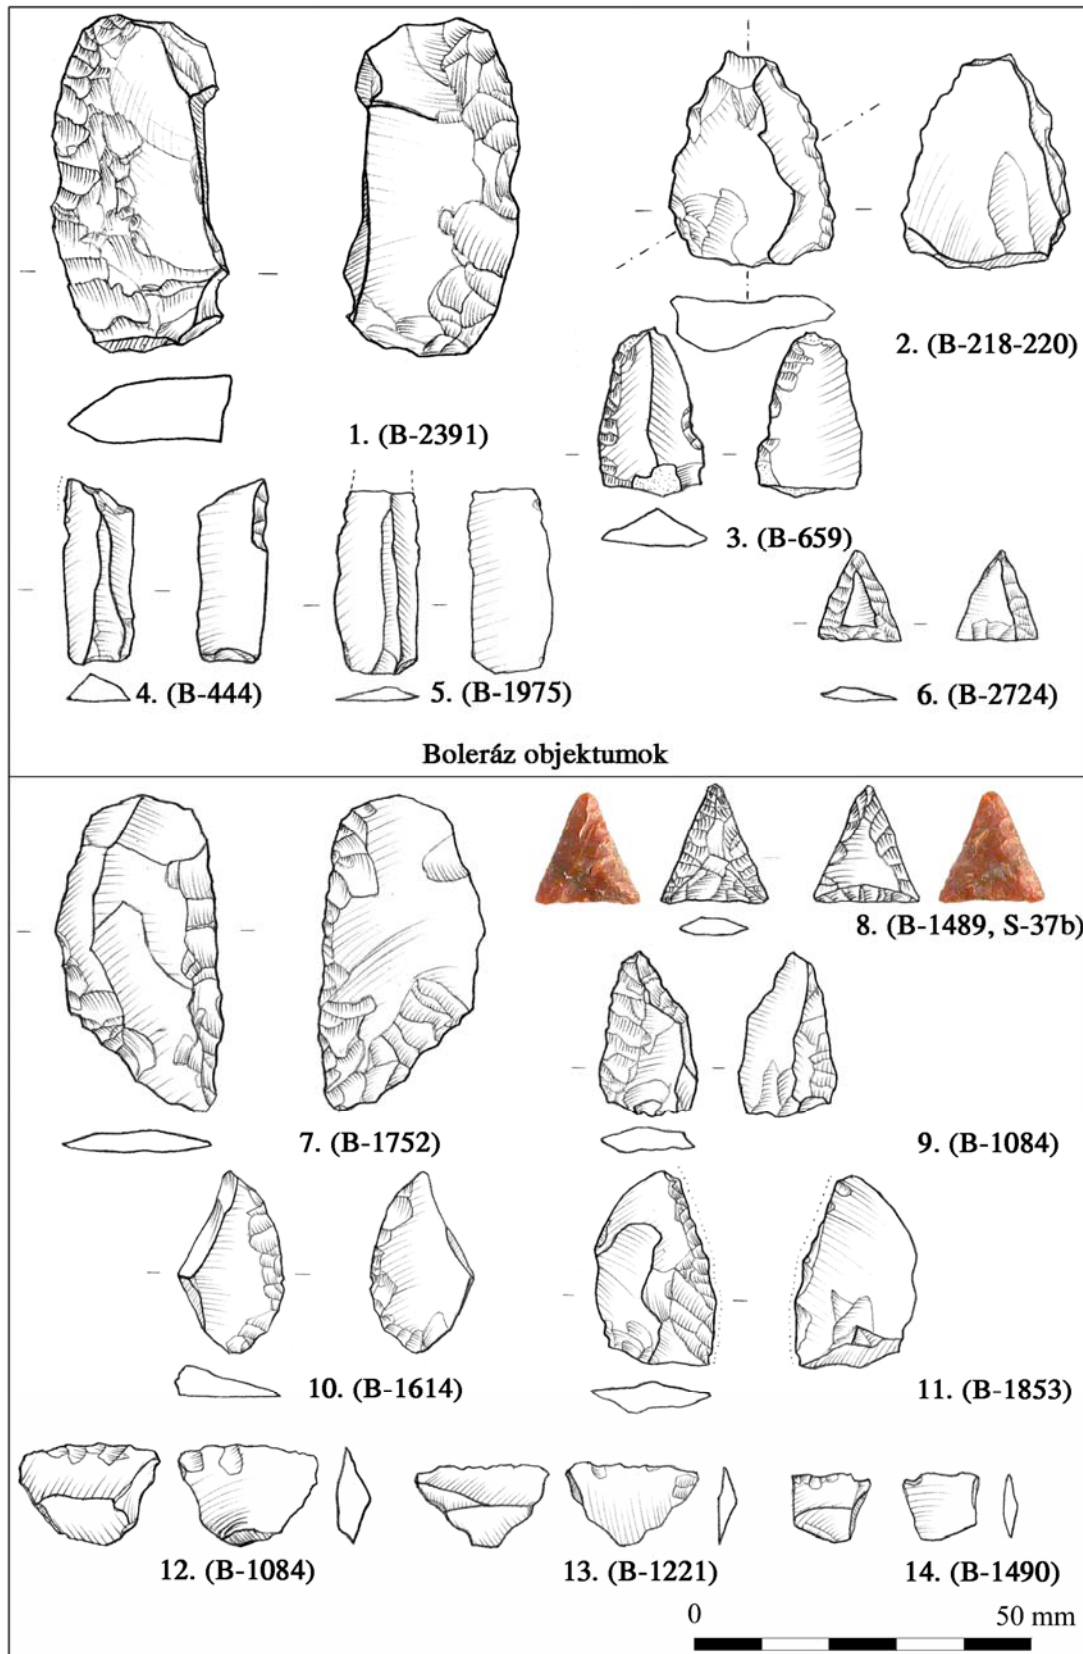 1. (B-2391)
2. (B-218-220)
3. (B-659)
4. (B-444)
5. (B-1975)
6. (B-2724)
Boleráz objektumok
7. (B-1752)
8. (B-1489, S-37b)
9. (B-1084)
10. (B-1614)
11. (B-1853)
12. (B-1084)
13. (B-1221)
14. (B-1490)
0 50 mm